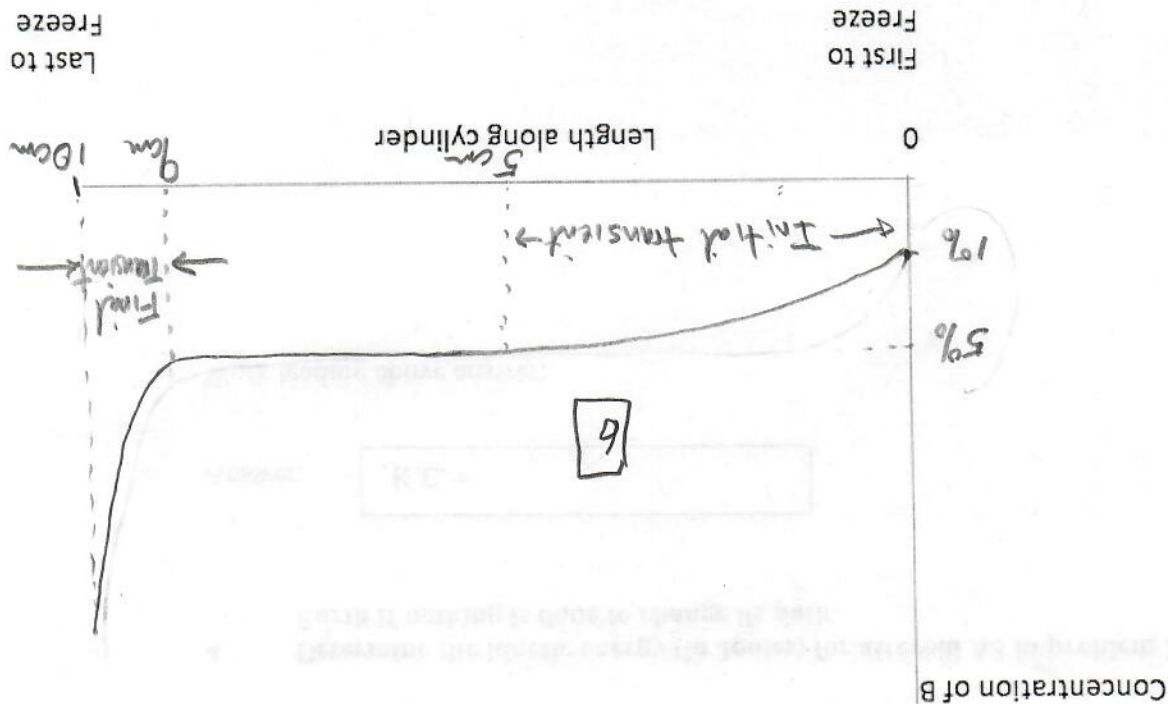 Concentration of B
6
5%
1%
Initial transient
Final
Transient
0
5 cm
9cm
10cm
Length along cylinder
First to
Freeze
Last to
Freeze